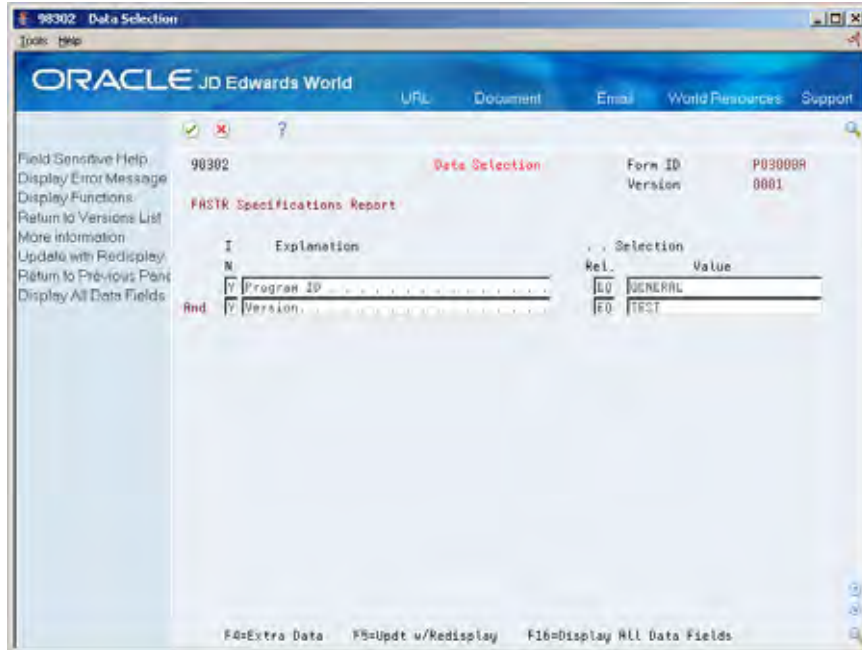 98302 Data Selection
Tools Help
ORACLE JD Edwards World
URL Document Email World Resources Support
?
Field Sensitive Help
Display Error Message
Display Functions
Return to Versions List
More information
Update with Redisplay
Return to Previous Pane
Display All Data Fields
98302 Data Selection Form ID
Version 0001
FASTR Specifications Report
I Explanation . . Selection
N Rel. Value
Y Program ID . . . . . . . . . . . . . . . . . EQ GENERAL
And Y Version. . . . . . . . . . . . . . . . . . . EQ TEST
F4=Extra Data F5=Updt w/Redisplay F16=Display All Data Fields